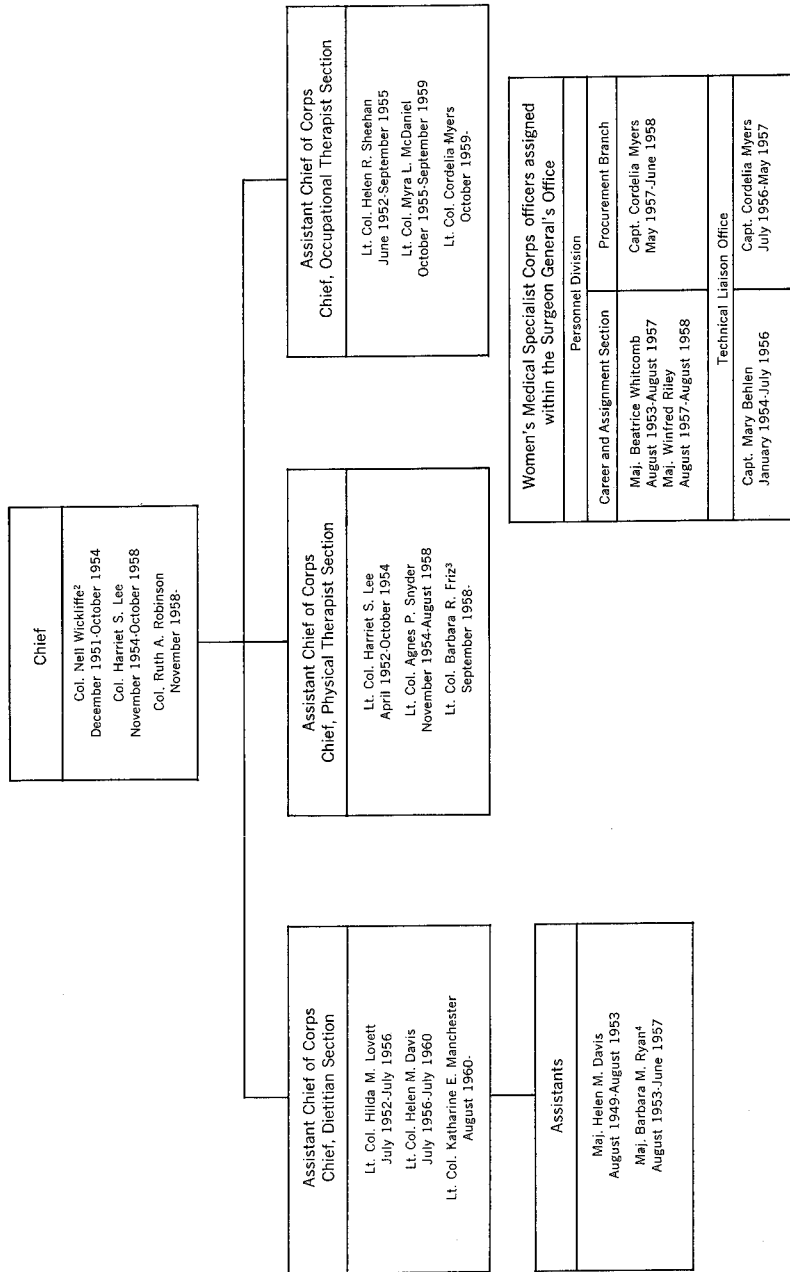 Chief
Col. Nell Wickliffe²
December 1951-October 1954
Col. Harriet S. Lee
November 1954-October 1958
Col. Ruth A. Robinson
November 1958-
Assistant Chief of Corps
Chief, Dietitian Section
Lt. Col. Hilda M. Lovett
July 1952-July 1956
Lt. Col. Helen M. Davis
July 1956-July 1960
Lt. Col. Katharine E. Manchester
August 1960-
Assistants
Maj. Helen M. Davis
August 1949-August 1953
Maj. Barbara M. Ryan⁴
August 1953-June 1957
Assistant Chief of Corps
Chief, Physical Therapist Section
Lt. Col. Harriet S. Lee
April 1952-October 1954
Lt. Col. Agnes P. Snyder
November 1954-August 1958
Lt. Col. Barbara R. Friz³
September 1958-
Assistant Chief of Corps
Chief, Occupational Therapist Section
Lt. Col. Helen R. Sheehan
June 1952-September 1955
Lt. Col. Myra L. McDaniel
October 1955-September 1959
Lt. Col. Cordelia Myers
October 1959-
Women's Medical Specialist Corps officers assigned
within the Surgeon General's Office
Personnel Division
Career and Assignment Section
Maj. Beatrice Whitcomb
August 1953-August 1957
Maj. Winfred Riley
August 1957-August 1958
Procurement Branch
Capt. Cordelia Myers
May 1957-June 1958
Technical Liaison Office
Capt. Mary Behlen
January 1954-July 1956
Capt. Cordelia Myers
July 1956-May 1957